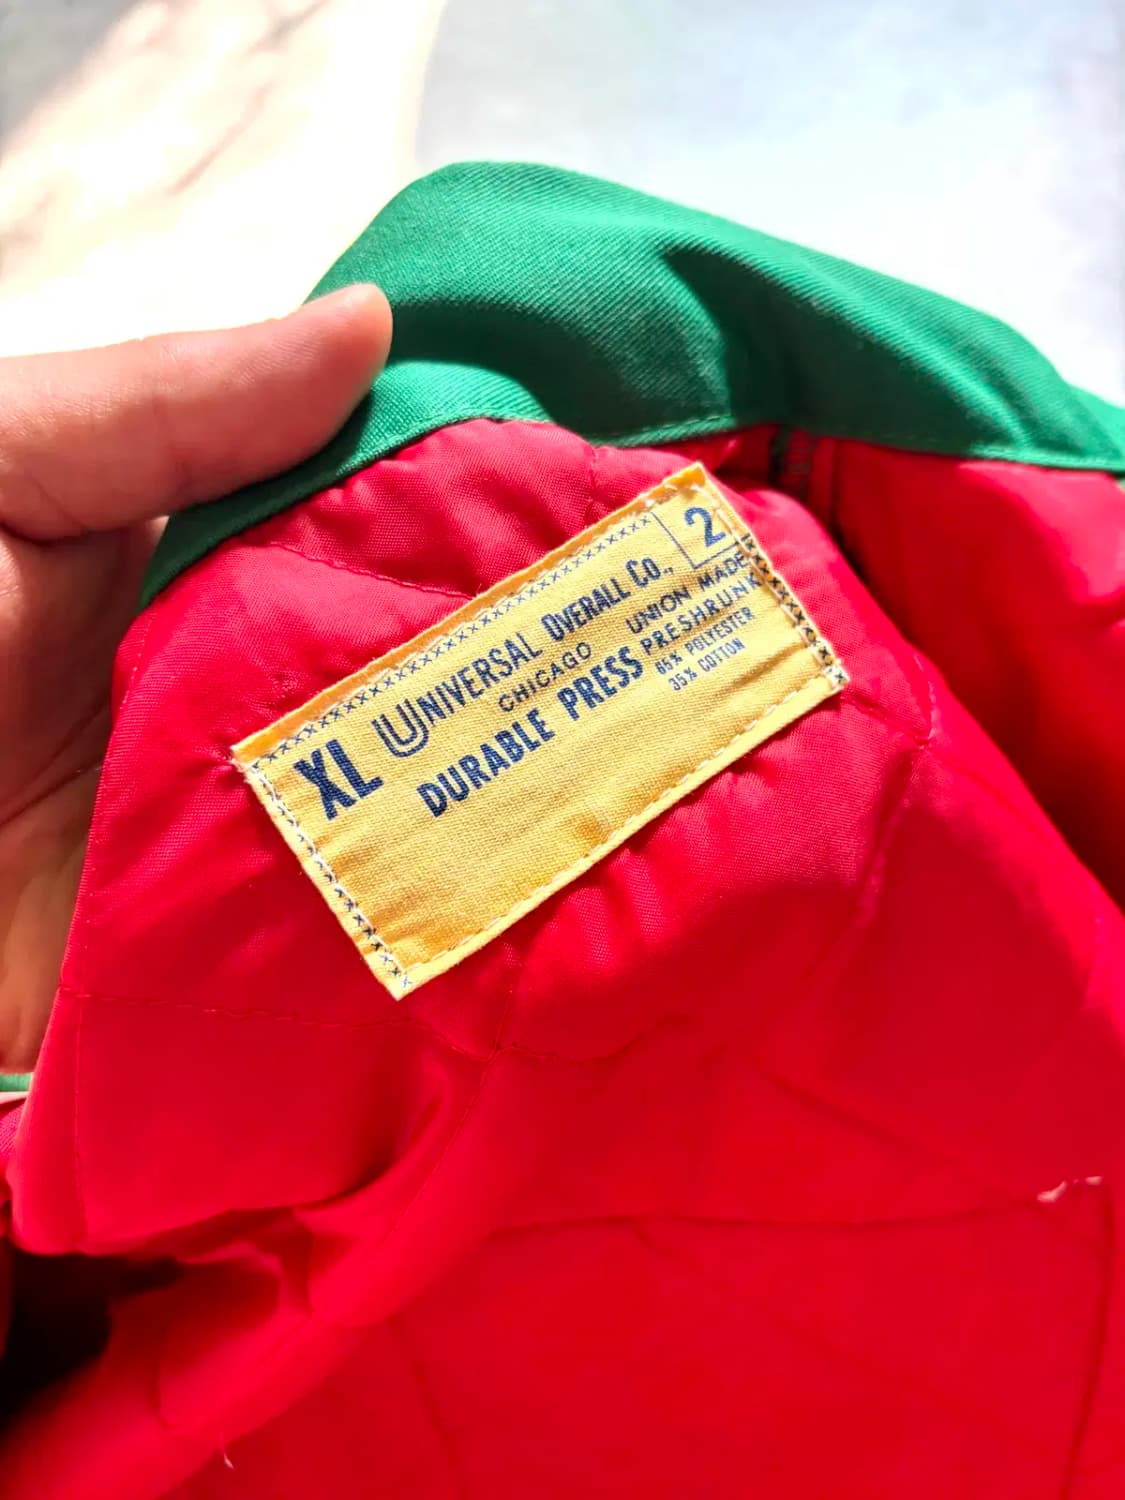 2
XL UNIVERSAL OVERALL CO.,
CHICAGO UNION MADE
DURABLE PRESS PRESHRUNK
65% POLYESTER
35% COTTON